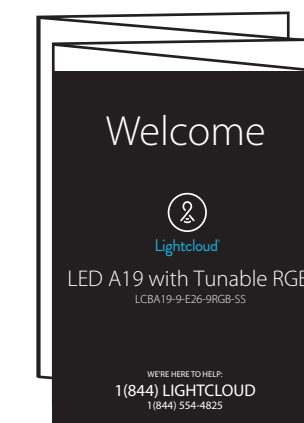 Welcome
Lightcloud
LED A19 with Tunable RGB
LCBA19-9-E26-9RGB-SS
WE'RE HERE TO HELP:
1(844) LIGHTCLOUD
1(844) 554-4825